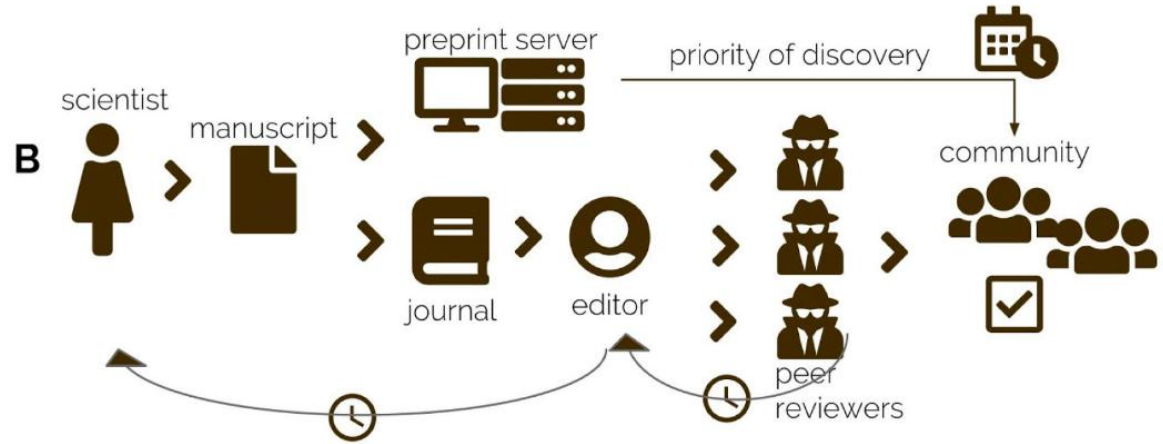 preprint server
priority of discovery
scientist
manuscript
B
community
journal
editor
peer
reviewers